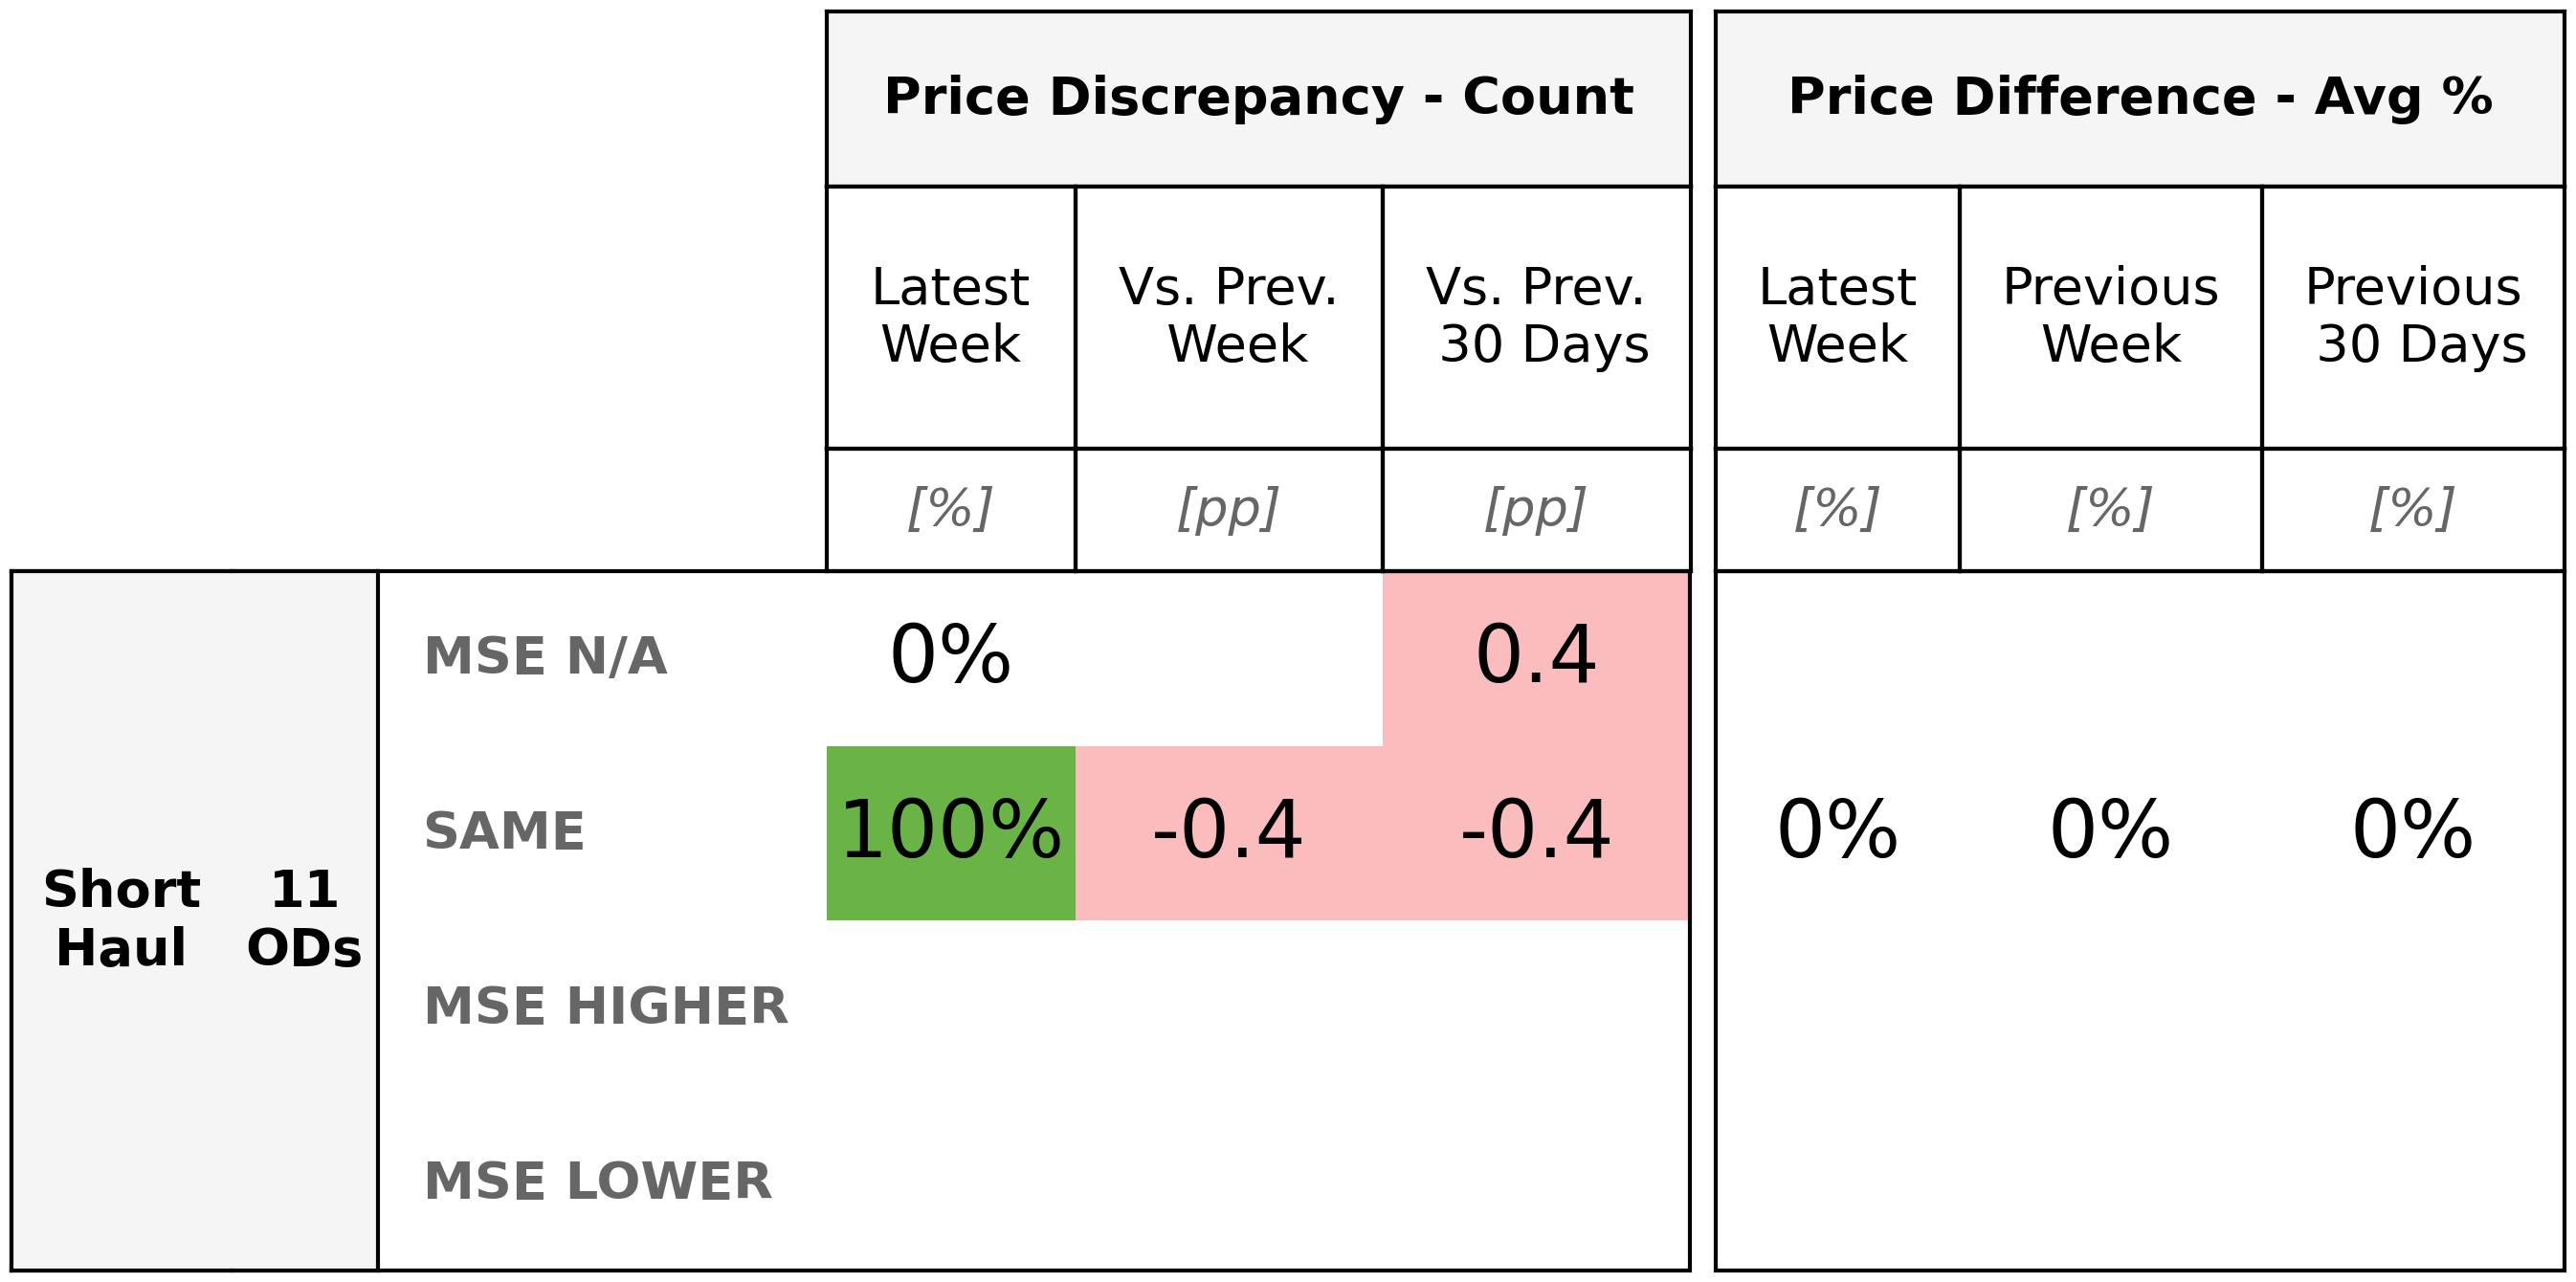 Price Discrepancy - Count Price Difference - Avg %
Latest Vs. Prev. Vs. Prev. Latest Previous Previous
Week Week 30 Days Week Week 30 Days
[%] [pp] [pp] [%] [%] [%]
MSE N/A 0% 0.4
SAME 100% -0.4 -0.4 0% 0% 0%
Short 11
Haul ODs
MSE HIGHER
MSE LOWER